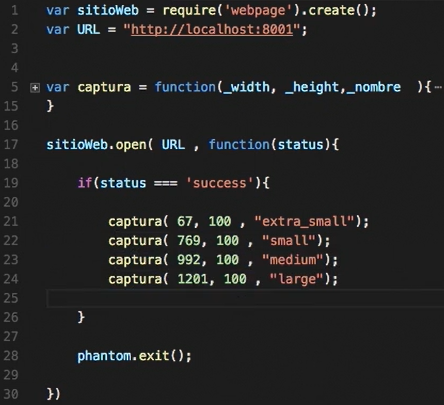 1 var sitioWeb = require('webpage').create();
2 var URL = "http://localhost:8001";
3
4
5 var captura = function(_width, _height,_nombre  ){⋯
15 }
16
17 sitioWeb.open( URL , function(status){
18
19     if(status === 'success'){
20
21         captura( 67, 100 , "extra_small");
22         captura( 769, 100 , "small");
23         captura( 992, 100 , "medium");
24         captura( 1201, 100 , "large");
25
26     }
27
28     phantom.exit();
29
30 })